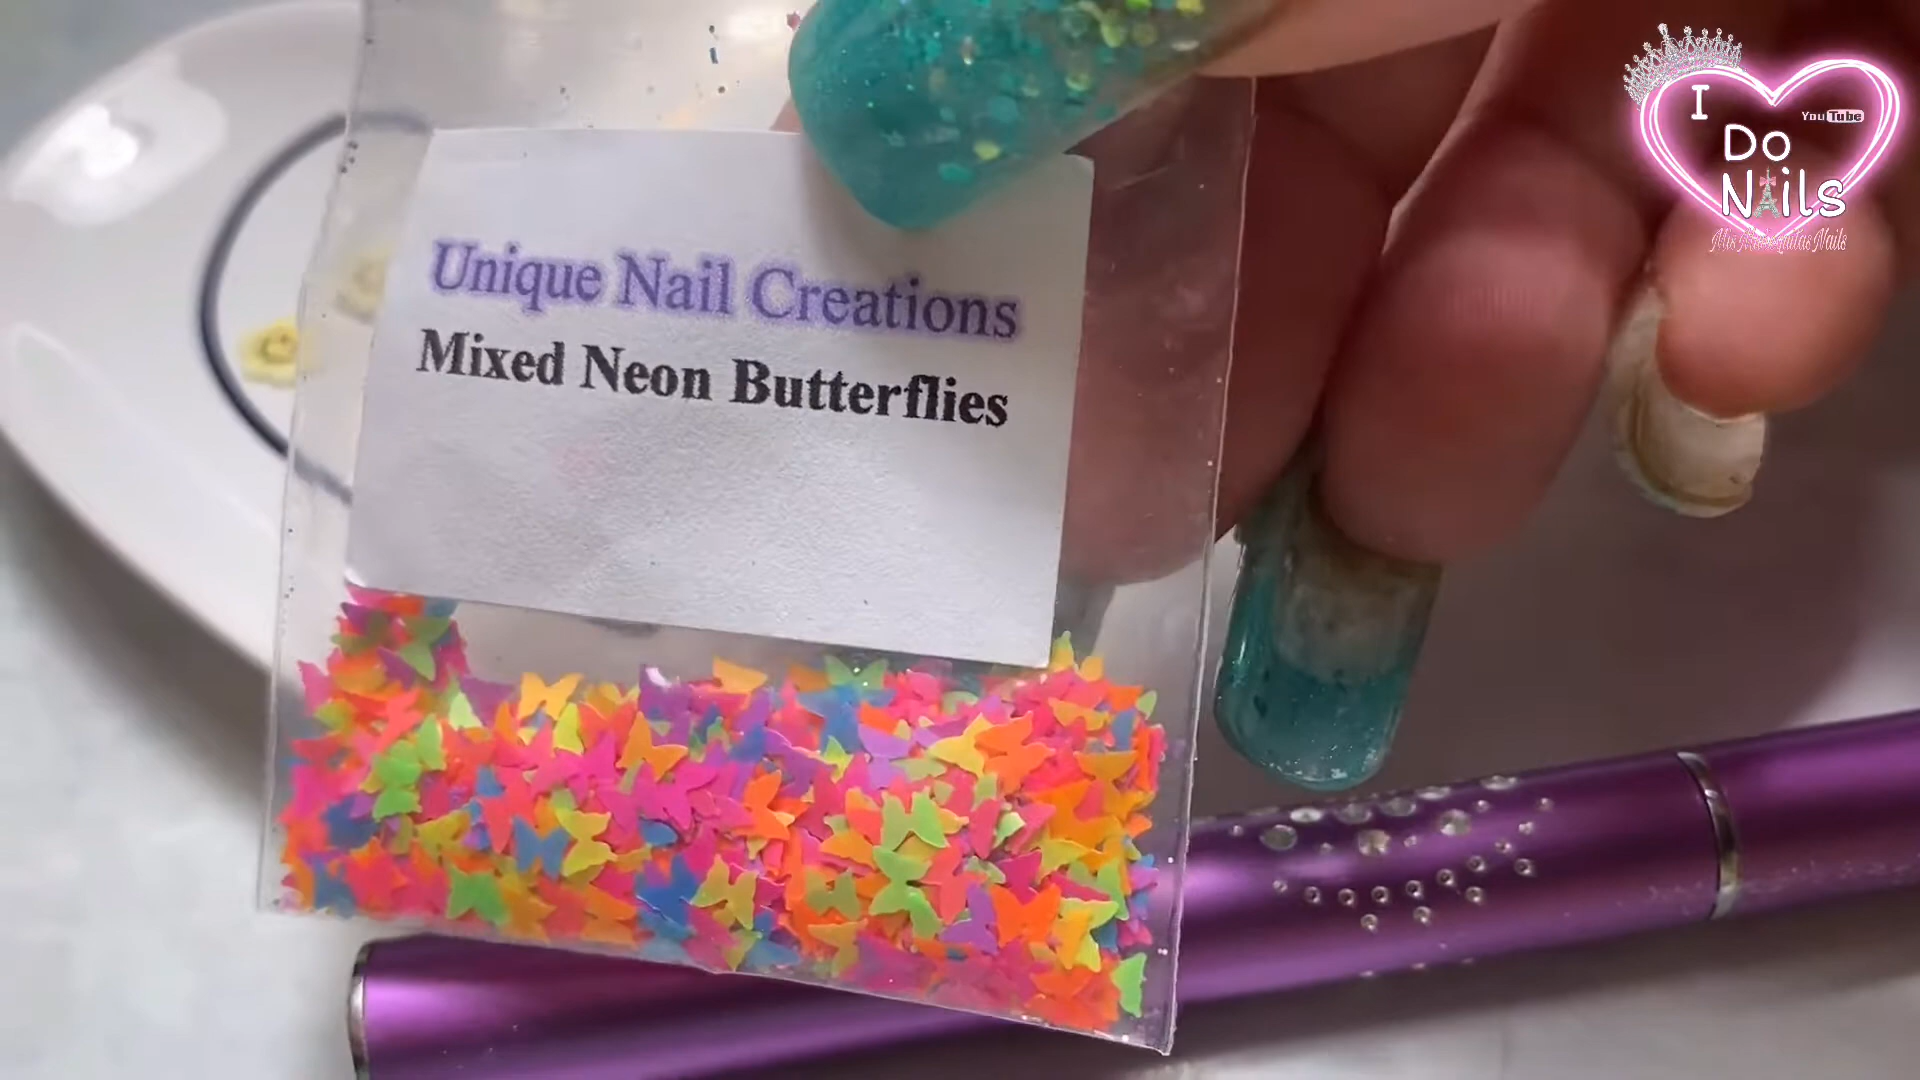 Unique Nail Creations
Mixed Neon Butterflies
I
YouTube
Do
Nails